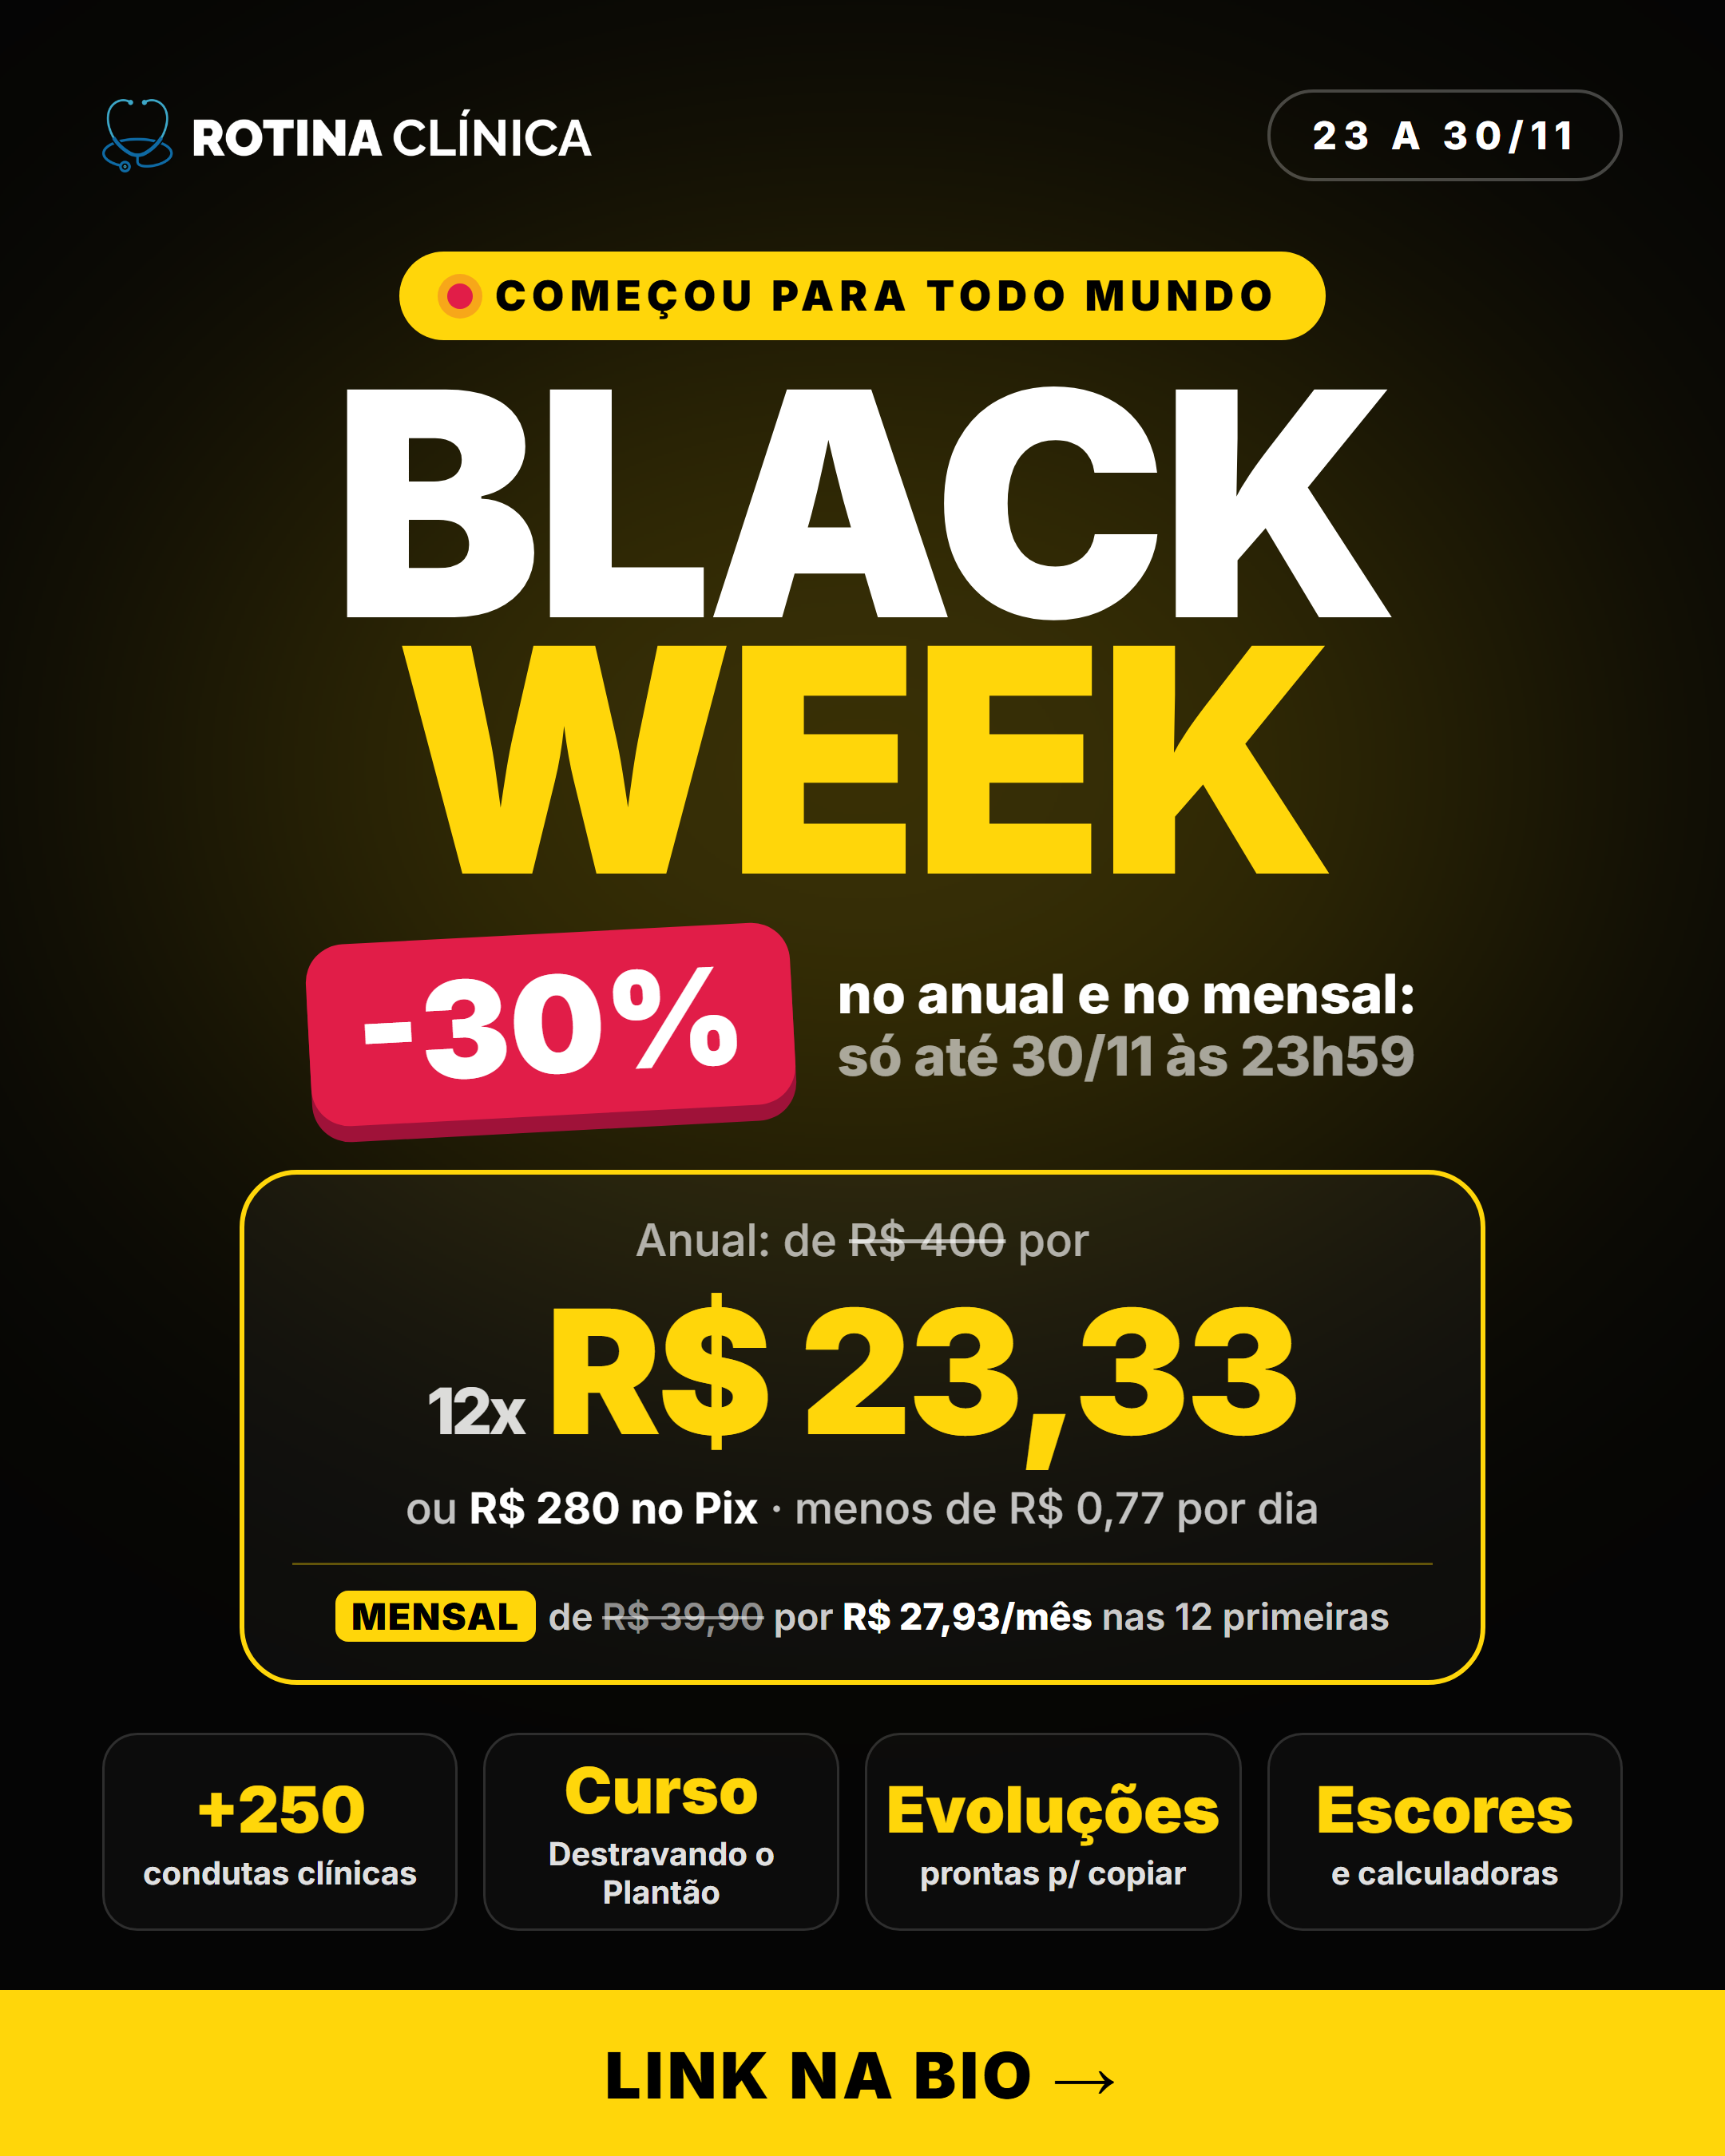 ROTINA CLÍNICA
23 A 30/11
COMEÇOU PARA TODO MUNDO
BLACK
WEEK
-30%
no anual e no mensal:
só até 30/11 às 23h59
Anual: de R$ 400 por
12x R$ 23,33
ou R$ 280 no Pix · menos de R$ 0,77 por dia
MENSAL de R$ 39,90 por R$ 27,93/mês nas 12 primeiras
+250
condutas clínicas
Curso
Destravando o
Plantão
Evoluções
prontas p/ copiar
Escores
e calculadoras
LINK NA BIO →